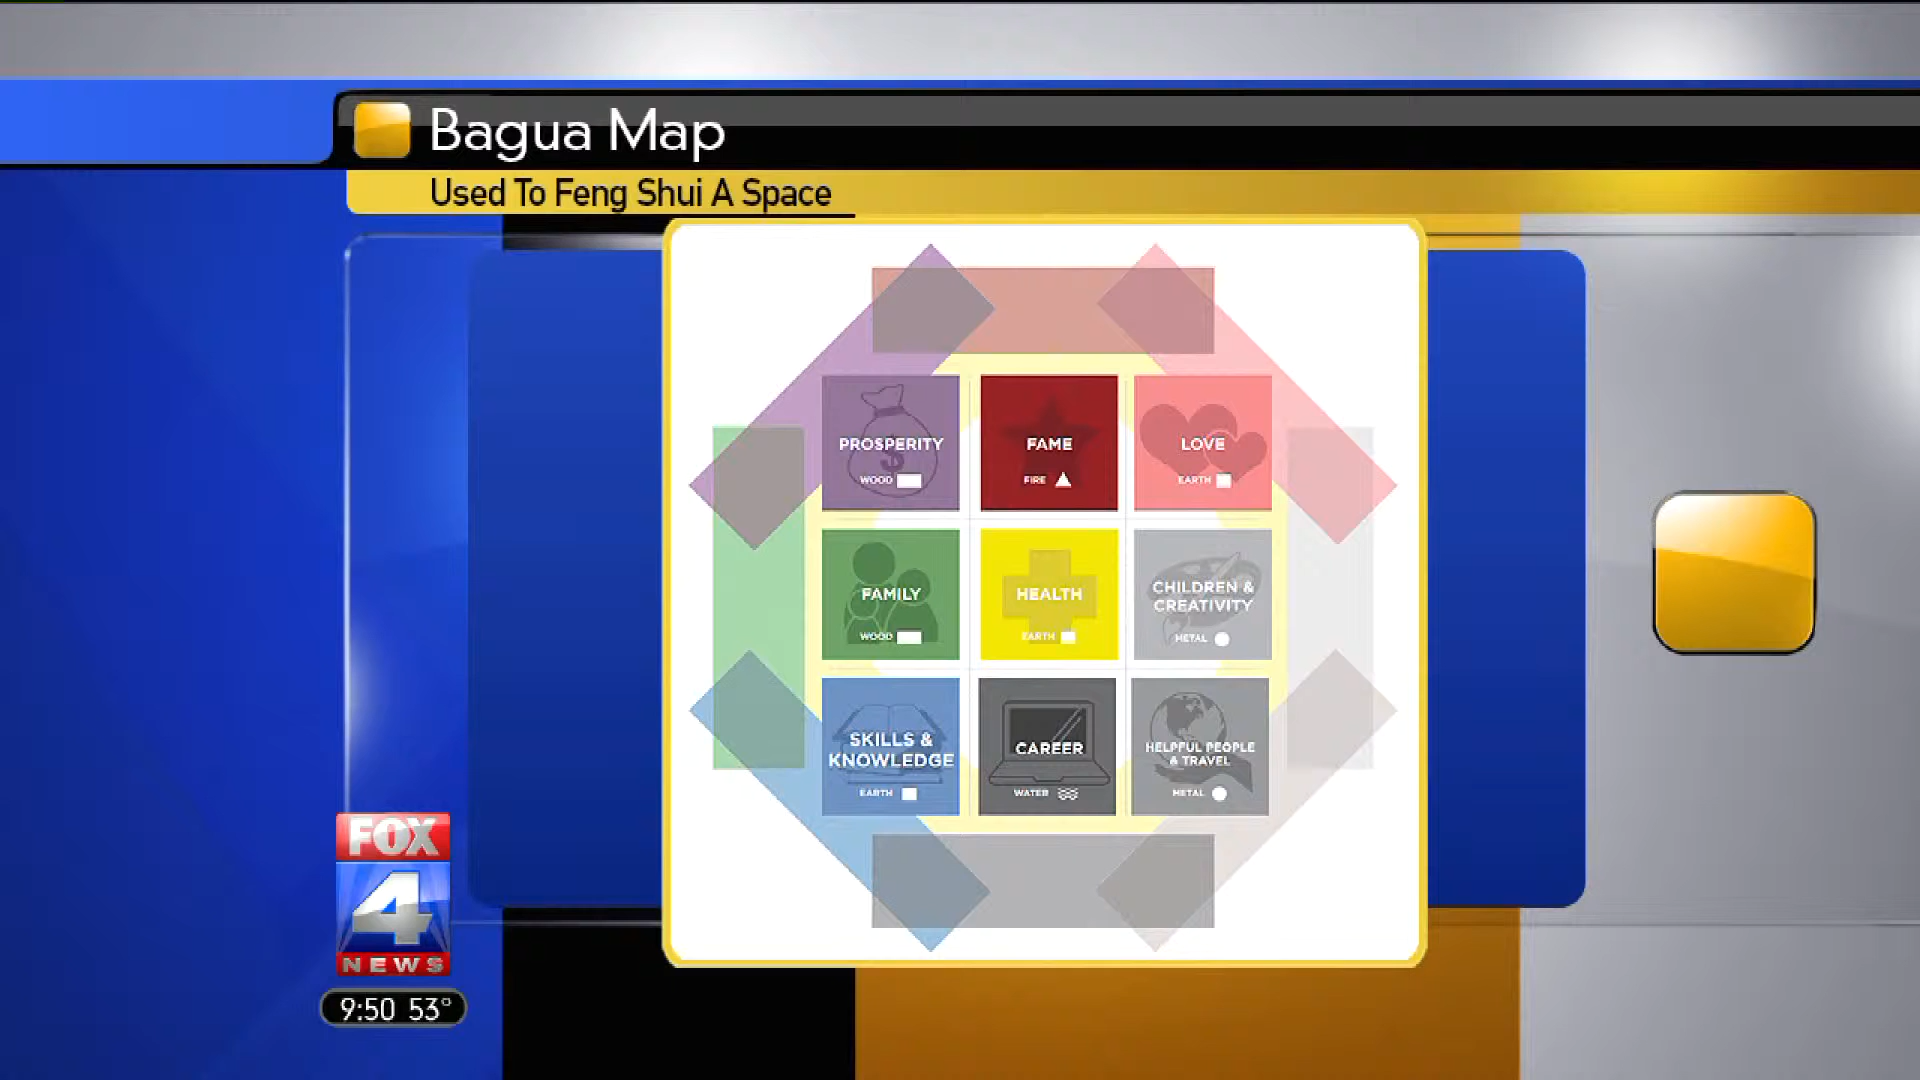 Bagua Map
Used To Feng Shui A Space
PROSPERITY
WOOD
FAME
FIRE
LOVE
EARTH
FAMILY
WOOD
HEALTH
EARTH
CHILDREN &
CREATIVITY
METAL
SKILLS &
KNOWLEDGE
EARTH
CAREER
WATER
HELPFUL PEOPLE
& TRAVEL
METAL
$
FOX
4
NEWS
9:50 53°